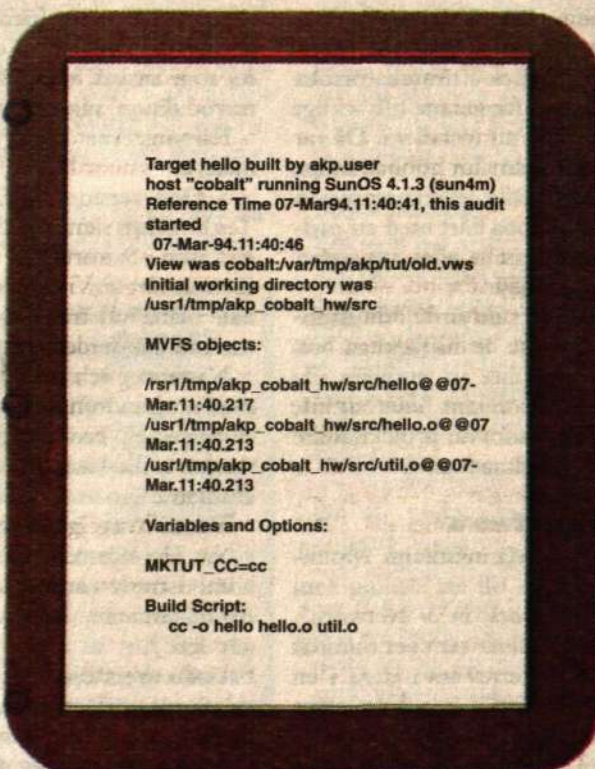 Target hello built by akp.user
host "cobalt" running SunOS 4.1.3 (sun4m)
Reference Time 07-Mar94.11:40:41, this audit
started
07-Mar-94.11:40:46
View was cobalt:/var/tmp/akp/tut/old.vws
Initial working directory was
/usr1/tmp/akp_cobalt_hw/src
MVFS objects:
/rsr1/tmp/akp_cobalt_hw/src/hello@@07-
Mar.11:40.217
/usr1/tmp/akp_cobalt_hw/src/hello.o@@07
Mar.11:40.213
/usr!/tmp/akp_cobalt_hw/src/util.o@@07-
Mar.11:40.213
Variables and Options:
MKTUT_CC=cc
Build Script:
cc -o hello hello.o util.o